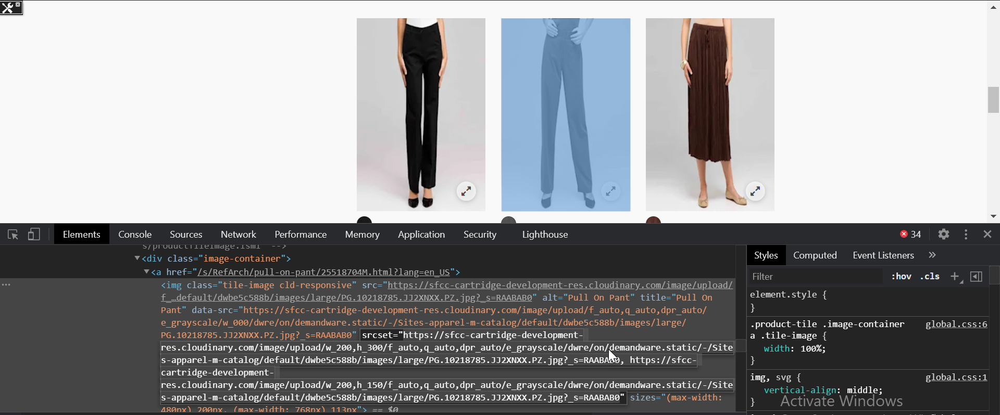 Elements Console Sources Network Performance Memory Application Security Lighthouse 34
s/productTileImage.isml -->
<div class="image-container">
<a href="/s/RefArch/pull-on-pant/25518704M.html?lang=en_US">
<img class="tile-image cld-responsive" src="https://sfcc-cartridge-development-res.cloudinary.com/image/upload/
f_…default/dwbe5c588b/images/large/PG.10218785.JJ2XNXX.PZ.jpg?_s=RAABAB0" alt="Pull On Pant" title="Pull On
Pant" data-src="https://sfcc-cartridge-development-res.cloudinary.com/image/upload/f_auto,q_auto,dpr_auto/
e_grayscale/w_000/dwre/on/demandware.static/-/Sites-apparel-m-catalog/default/dwbe5c588b/images/large/
PG.10218785.JJ2XNXX.PZ.jpg?_s=RAABAB0" srcset="https://sfcc-cartridge-development-
res.cloudinary.com/image/upload/w_200,h_300/f_auto,q_auto,dpr_auto/e_grayscale/dwre/on/demandware.static/-/Site
s-apparel-m-catalog/default/dwbe5c588b/images/large/PG.10218785.JJ2XNXX.PZ.jpg?_s=RAABAB0, https://sfcc-
cartridge-development-
res.cloudinary.com/image/upload/w_200,h_150/f_auto,q_auto,dpr_auto/e_grayscale/dwre/on/demandware.static/-/Site
s-apparel-m-catalog/default/dwbe5c588b/images/large/PG.10218785.JJ2XNXX.PZ.jpg?_s=RAABAB0" sizes="(max-width:
480px) 200px, (max-width: 768px) 113px"> == $0
Styles Computed Event Listeners »
Filter :hov .cls +
element.style {
}
.product-tile .image-container global.css:6
a .tile-image {
width: 100%;
}
img, svg { global.css:1
vertical-align: middle;
}
Activate Windows